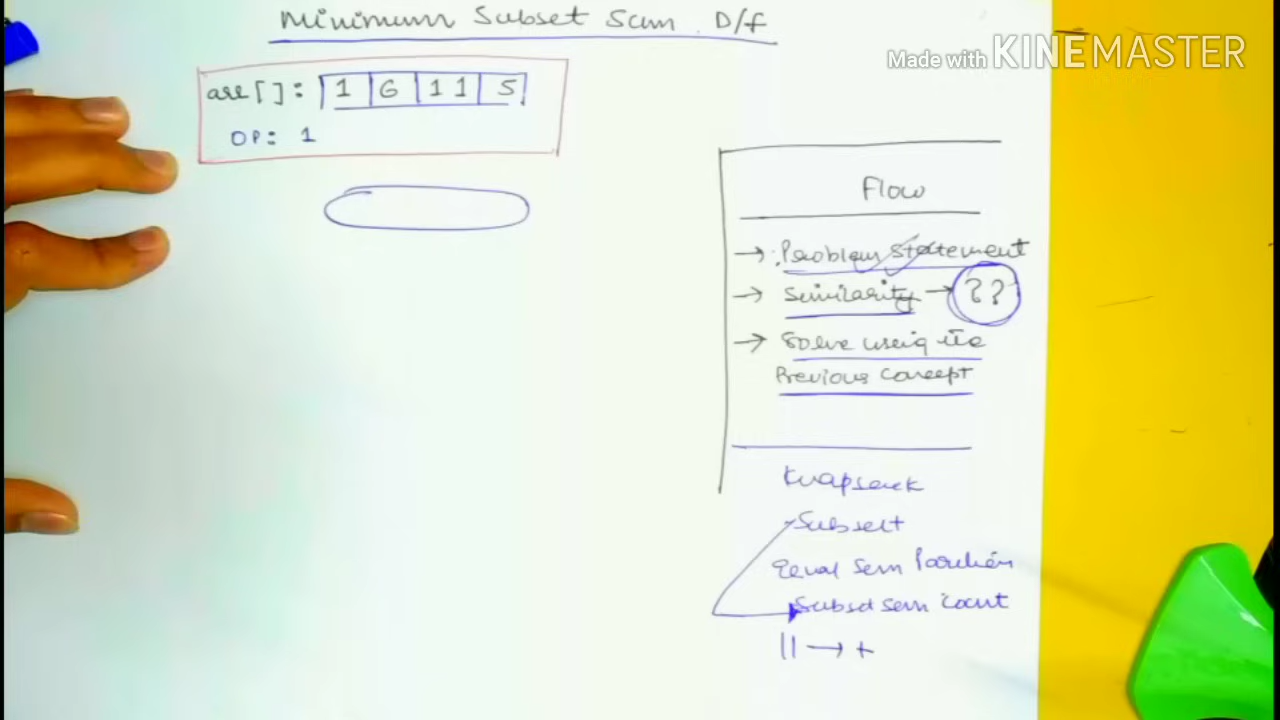 Minimum Subset Sum D/f
Made with KINEMASTER
arr[]: 1 6 11 5
OP: 1
Flow
→ Problem Statement
→ Similarity → ??
→ Solve using the
Previous Concept
Knapsack
Subset
Equal Sum Partition
Subset sum count
|| → +